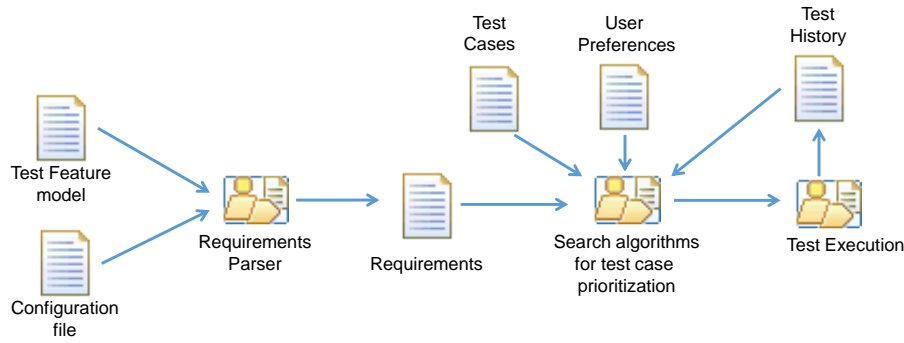 Test
Cases
User
Preferences
Test
History
Test Feature
model
Configuration
file
Requirements
Parser
Requirements
Search algorithms
for test case
prioritization
Test Execution